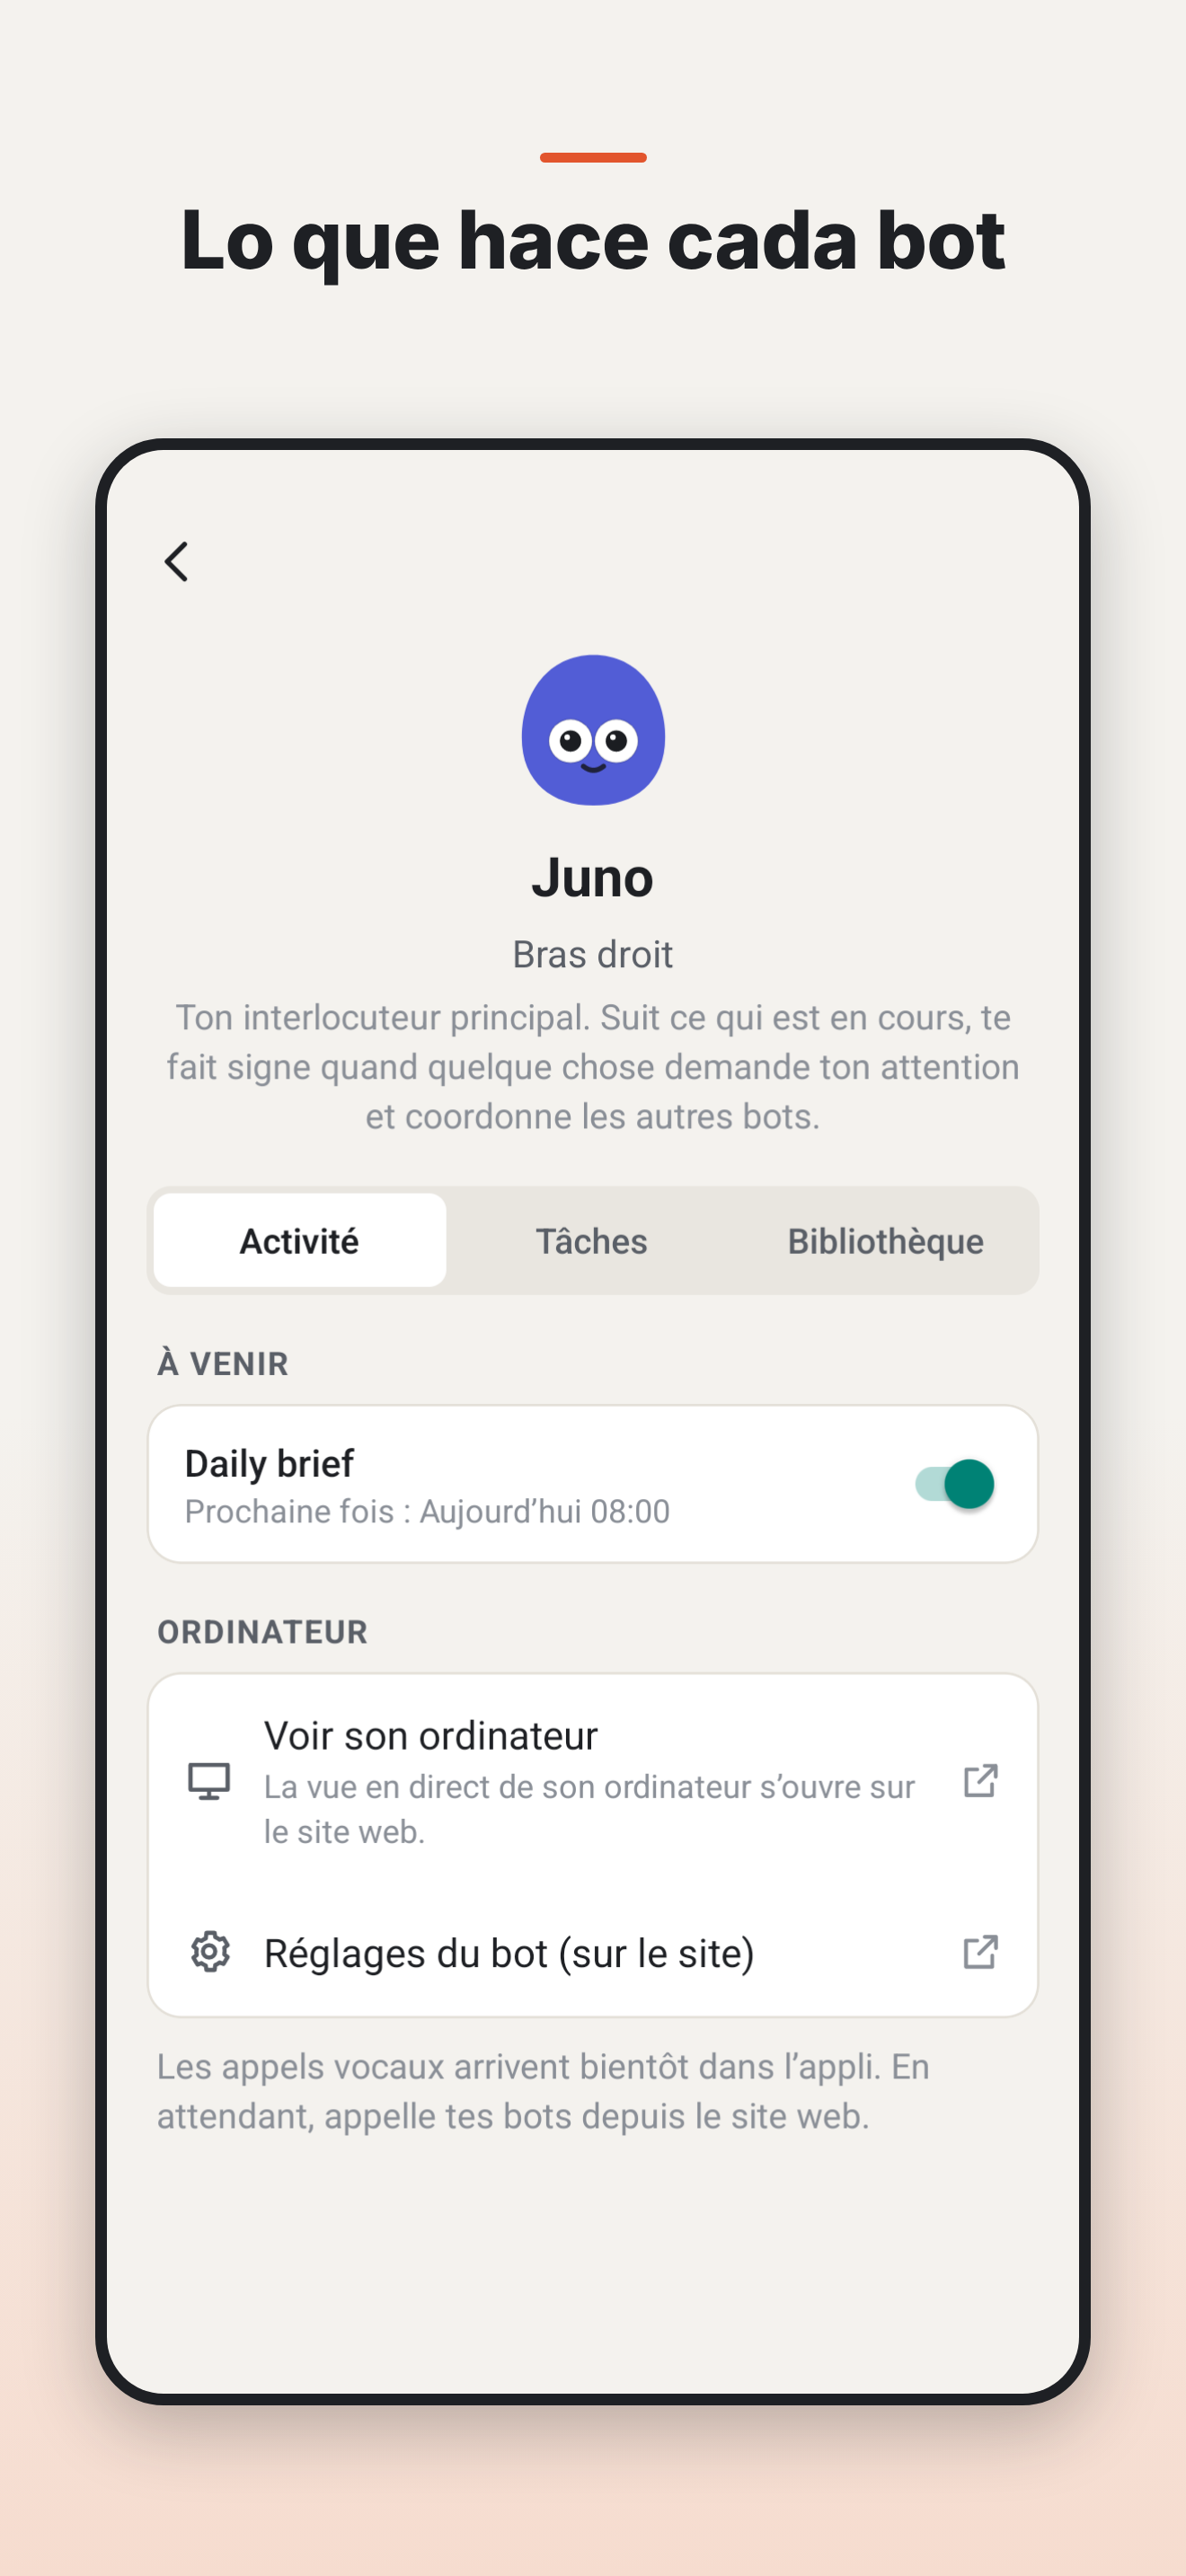 Lo que hace cada bot
Juno
Bras droit
Ton interlocuteur principal. Suit ce qui est en cours, te
fait signe quand quelque chose demande ton attention
et coordonne les autres bots.
Activité
Tâches
Bibliothèque
À VENIR
Daily brief
Prochaine fois : Aujourd’hui 08:00
ORDINATEUR
Voir son ordinateur
La vue en direct de son ordinateur s’ouvre sur
le site web.
Réglages du bot (sur le site)
Les appels vocaux arrivent bientôt dans l’appli. En
attendant, appelle tes bots depuis le site web.